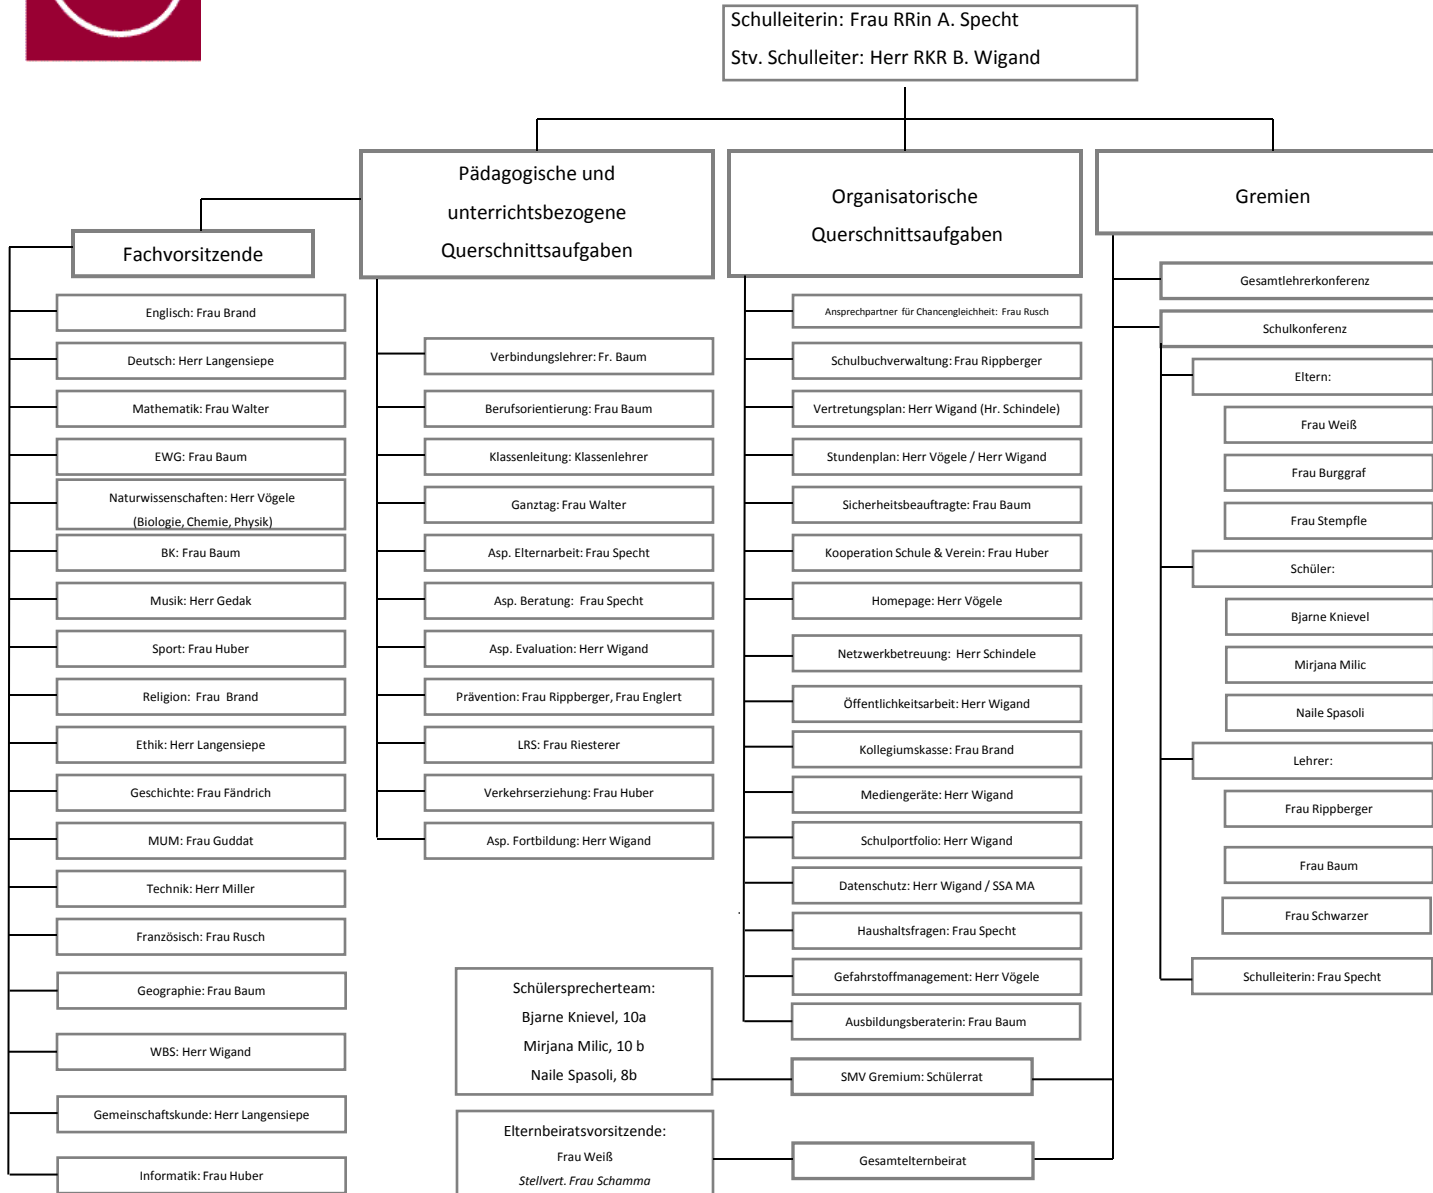 Schulleiterin: Frau RRin A. Specht
Stv. Schulleiter: Herr RKR B. Wigand
Pädagogische und
unterrichtsbezogene
Querschnittsaufgaben
Organisatorische
Querschnittsaufgaben
Gremien
Fachvorsitzende
Englisch: Frau Brand
Deutsch: Herr Langensiepe
Mathematik: Frau Walter
EWG: Frau Baum
Naturwissenschaften: Herr Vögele
(Biologie, Chemie, Physik)
BK: Frau Baum
Musik: Herr Gedak
Sport: Frau Huber
Religion: Frau Brand
Ethik: Herr Langensiepe
Geschichte: Frau Fändrich
MUM: Frau Guddat
Technik: Herr Miller
Französisch: Frau Rusch
Geographie: Frau Baum
WBS: Herr Wigand
Gemeinschaftskunde: Herr Langensiepe
Informatik: Frau Huber
Verbindungslehrer: Fr. Baum
Berufsorientierung: Frau Baum
Klassenleitung: Klassenlehrer
Ganztag: Frau Walter
Asp. Elternarbeit: Frau Specht
Asp. Beratung: Frau Specht
Asp. Evaluation: Herr Wigand
Prävention: Frau Rippberger, Frau Englert
LRS: Frau Riesterer
Verkehrserziehung: Frau Huber
Asp. Fortbildung: Herr Wigand
Schülersprecherteam:
Bjarne Knievel, 10a
Mirjana Milic, 10 b
Naile Spasoli, 8b
Elternbeiratsvorsitzende:
Frau Weiß
Stellvert. Frau Schamma
Ansprechpartner für Chancengleichheit: Frau Rusch
Schulbuchverwaltung: Frau Rippberger
Vertretungsplan: Herr Wigand (Hr. Schindele)
Stundenplan: Herr Vögele / Herr Wigand
Sicherheitsbeauftragte: Frau Baum
Kooperation Schule & Verein: Frau Huber
Homepage: Herr Vögele
Netzwerkbetreuung: Herr Schindele
Öffentlichkeitsarbeit: Herr Wigand
Kollegiumskasse: Frau Brand
Mediengeräte: Herr Wigand
Schulportfolio: Herr Wigand
Datenschutz: Herr Wigand / SSA MA
Haushaltsfragen: Frau Specht
Gefahrstoffmanagement: Herr Vögele
Ausbildungsberaterin: Frau Baum
SMV Gremium: Schülerrat
Gesamtelternbeirat
Gesamtlehrerkonferenz
Schulkonferenz
Eltern:
Frau Weiß
Frau Burggraf
Frau Stempfle
Schüler:
Bjarne Knievel
Mirjana Milic
Naile Spasoli
Lehrer:
Frau Rippberger
Frau Baum
Frau Schwarzer
Schulleiterin: Frau Specht